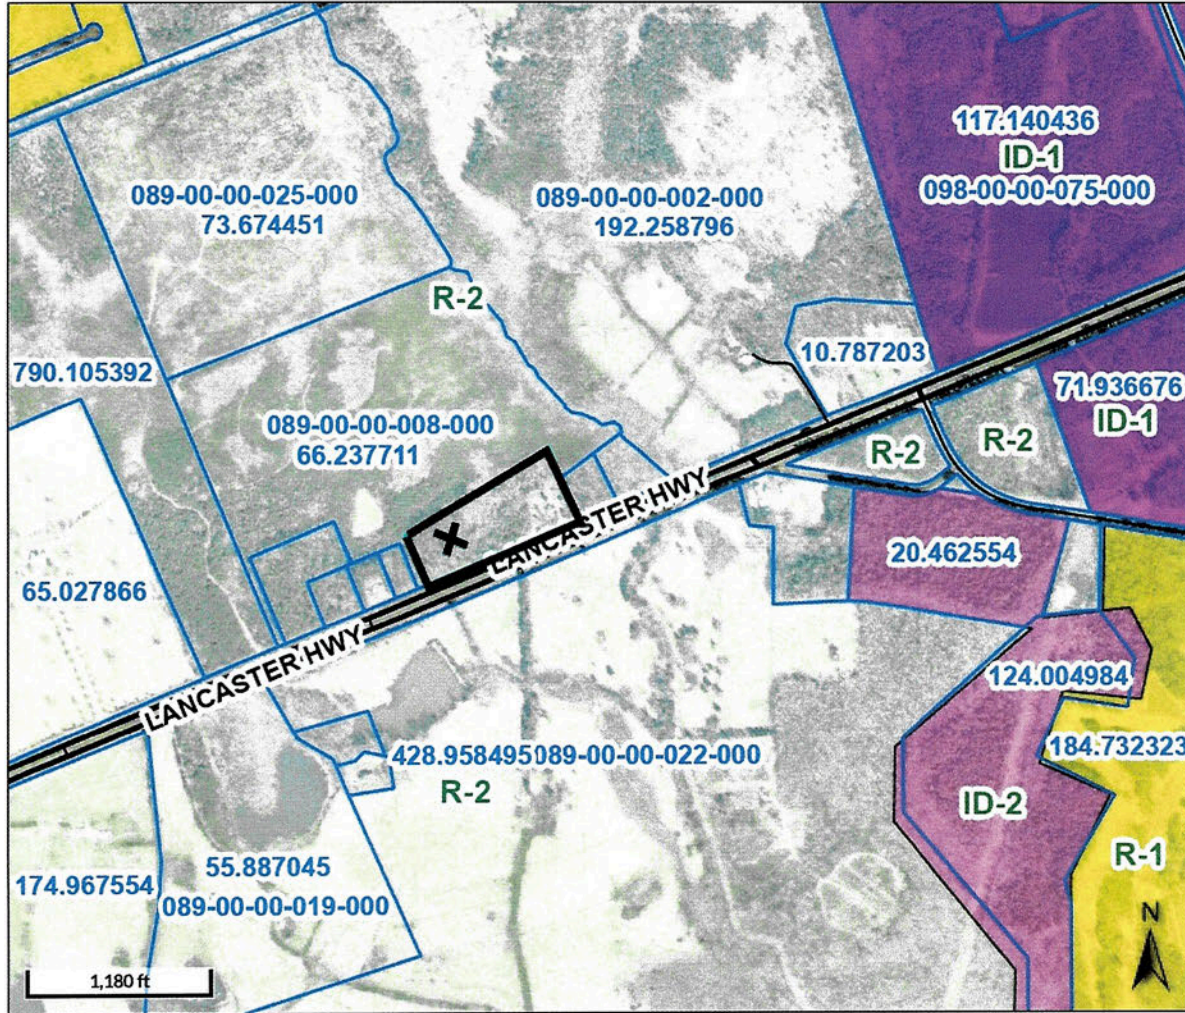 117.140436
ID-1
098-00-00-075-000
089-00-00-025-000
73.674451
089-00-00-002-000
192.258796
R-2
790.105392
10.787203
71.936676
ID-1
089-00-00-008-000
66.237711
R-2
R-2
LANCASTER HWY
X
20.462554
65.027866
LANCASTER HWY
124.004984
428.958495
089-00-00-022-000
184.732323
R-2
ID-2
R-1
55.887045
174.967554
089-00-00-019-000
N
1,180 ft